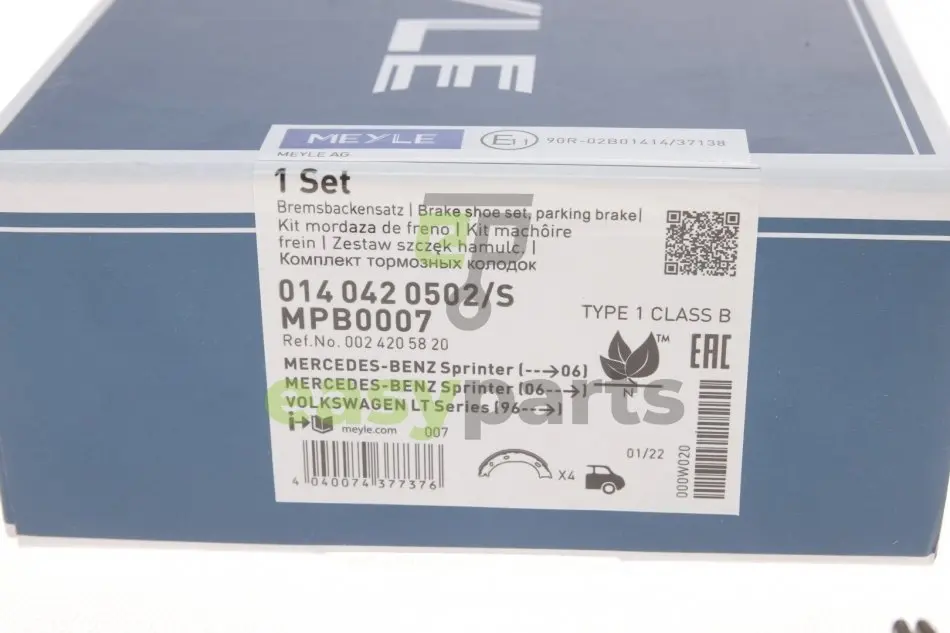 VLE
MEYLE
E11 90R-02B01414/37138
MEYLE AG
1 Set
Bremsbackensatz | Brake shoe set, parking brake|
Kit mordaza de freno | Kit machôire
frein | Zestaw szczęk hamulc. |
Комплект тормозных колодок
014 042 0502/S
MPB0007
TYPE 1 CLASS B
Ref.No. 002 420 58 20
TM
EAC
MERCEDES-BENZ Sprinter (--->06)
MERCEDES-BENZ Sprinter (06--->)
N
VOLKSWAGEN LT Series (96--->)
easyparts
meyle.com 007
01/22
000W020
X4
4 040074 377376